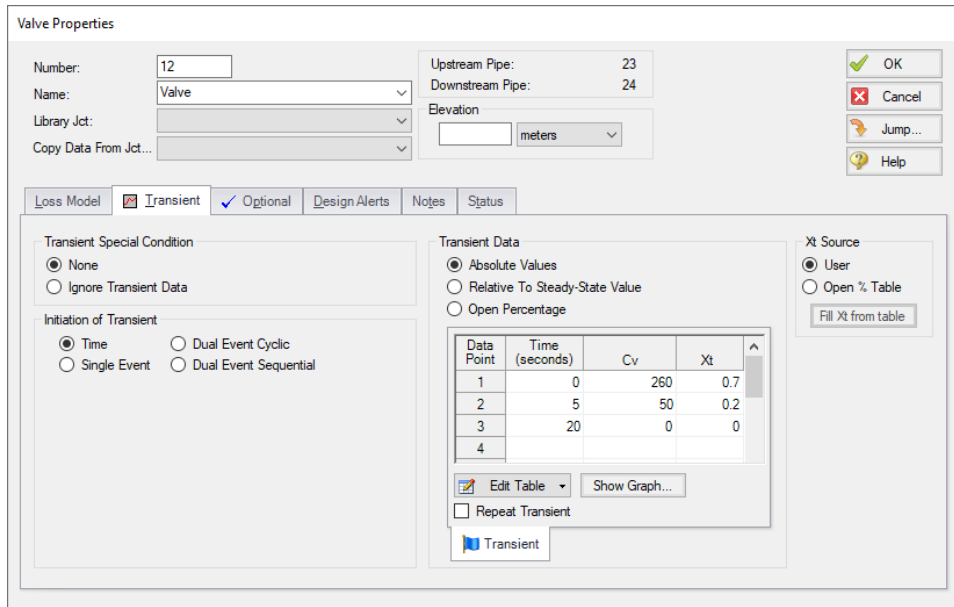 Valve Properties
Number: 12
Name: Valve
Library Jct:
Copy Data From Jct...
Upstream Pipe: 23
Downstream Pipe: 24
Elevation
meters
OK
Cancel
Jump...
Help
Loss Model Transient Optional Design Alerts Notes Status
Transient Special Condition
None
Ignore Transient Data
Initiation of Transient
Time Dual Event Cyclic
Single Event Dual Event Sequential
Transient Data
Absolute Values
Relative To Steady-State Value
Open Percentage
Data Point Time (seconds) Cv Xt
1 0 260 0.7
2 5 50 0.2
3 20 0 0
4
Edit Table Show Graph...
Repeat Transient
Transient
Xt Source
User
Open % Table
Fill Xt from table